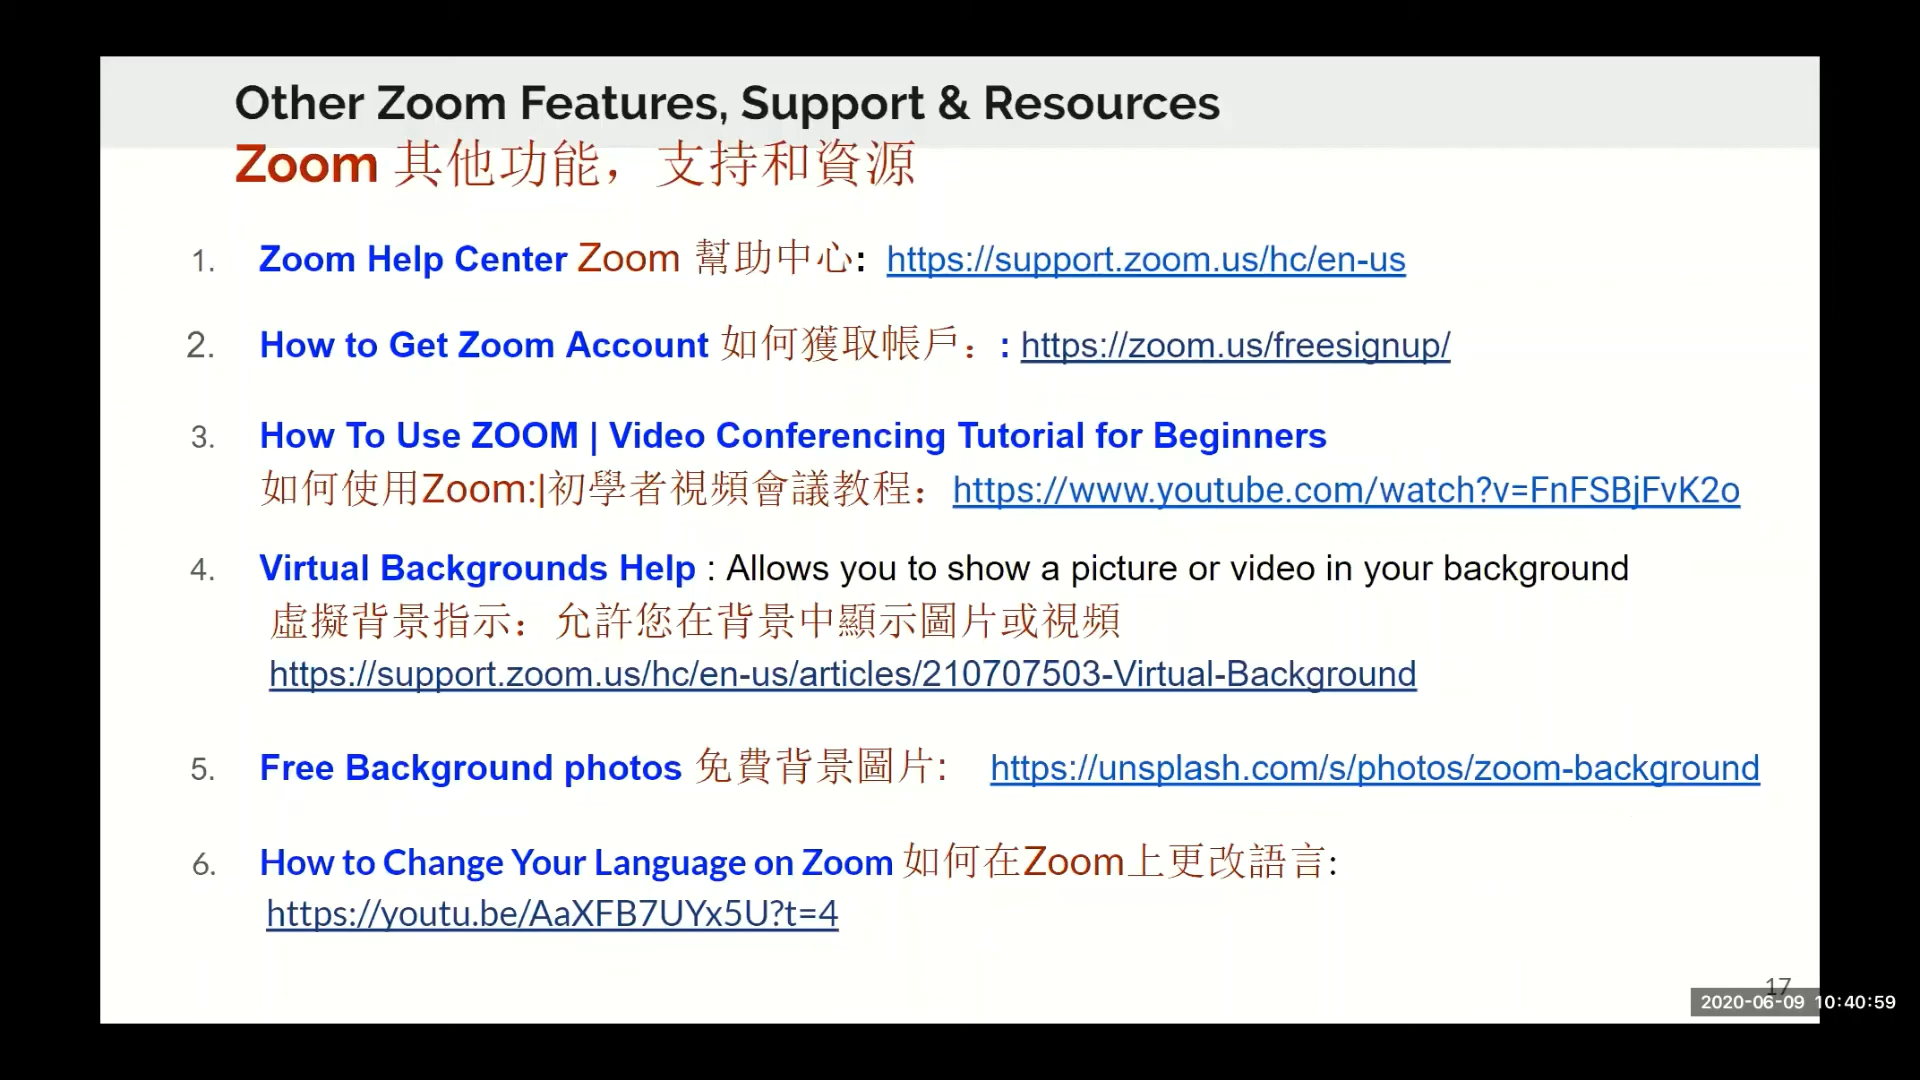 Other Zoom Features, Support & Resources
Zoom 其他功能，支持和資源
1. Zoom Help Center Zoom 幫助中心: https://support.zoom.us/hc/en-us
2. How to Get Zoom Account 如何獲取帳戶：: https://zoom.us/freesignup/
3. How To Use ZOOM | Video Conferencing Tutorial for Beginners
如何使用Zoom:|初學者視頻會議教程：https://www.youtube.com/watch?v=FnFSBjFvK2o
4. Virtual Backgrounds Help : Allows you to show a picture or video in your background
虛擬背景指示：允許您在背景中顯示圖片或視頻
https://support.zoom.us/hc/en-us/articles/210707503-Virtual-Background
5. Free Background photos 免費背景圖片: https://unsplash.com/s/photos/zoom-background
6. How to Change Your Language on Zoom 如何在Zoom上更改語言:
https://youtu.be/AaXFB7UYx5U?t=4
17
2020-06-09 10:40:59